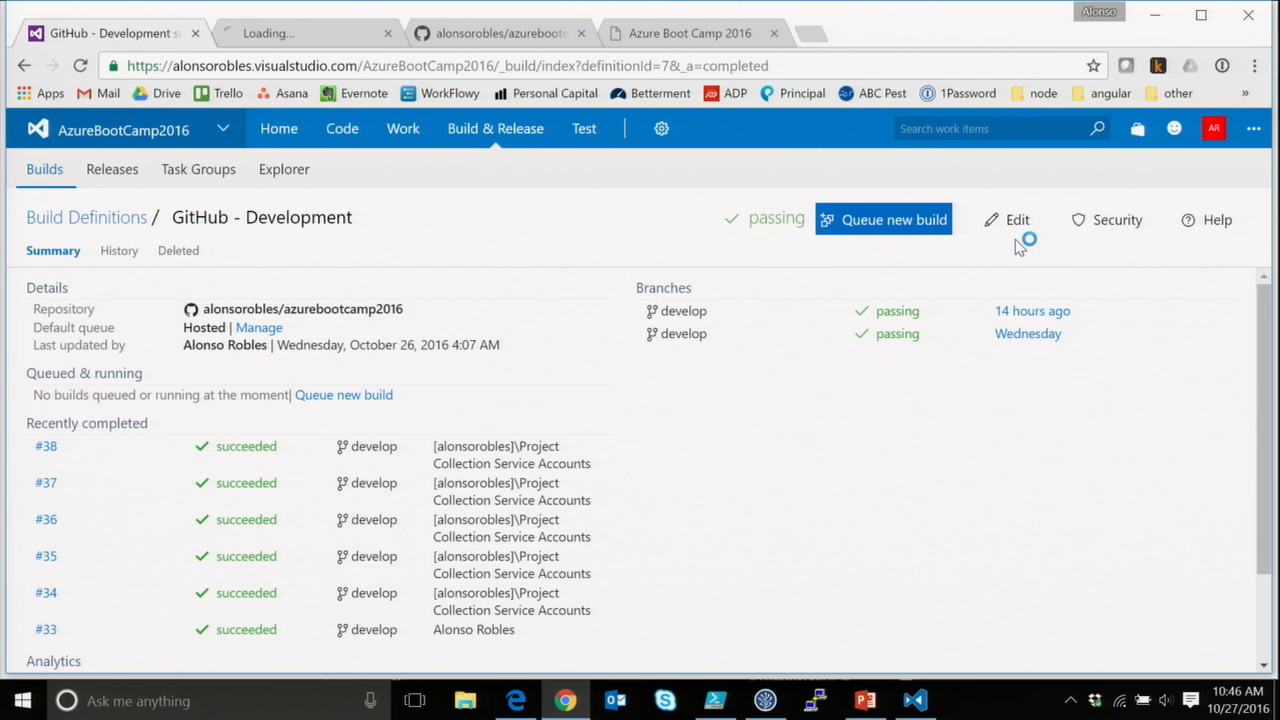 Alonso
GitHub - Development s
Loading...
alonsorobles/azurebootc
Azure Boot Camp 2016
https://alonsorobles.visualstudio.com/AzureBootCamp2016/_build/index?definitionId=7&_a=completed
Apps Mail Drive Trello Asana Evernote WorkFlowy Personal Capital Betterment ADP Principal ABC Pest 1Password node angular other »
AzureBootCamp2016 Home Code Work Build & Release Test Search work items AR
Builds Releases Task Groups Explorer
Build Definitions / GitHub - Development passing Queue new build Edit Security Help
Summary History Deleted
Details
Repository alonsorobles/azurebootcamp2016
Default queue Hosted | Manage
Last updated by Alonso Robles | Wednesday, October 26, 2016 4:07 AM
Queued & running
No builds queued or running at the moment| Queue new build
Recently completed
#38 succeeded develop [alonsorobles]\Project
Collection Service Accounts
#37 succeeded develop [alonsorobles]\Project
Collection Service Accounts
#36 succeeded develop [alonsorobles]\Project
Collection Service Accounts
#35 succeeded develop [alonsorobles]\Project
Collection Service Accounts
#34 succeeded develop [alonsorobles]\Project
Collection Service Accounts
#33 succeeded develop Alonso Robles
Analytics
Branches
develop passing 14 hours ago
develop passing Wednesday
Ask me anything
10:46 AM
10/27/2016